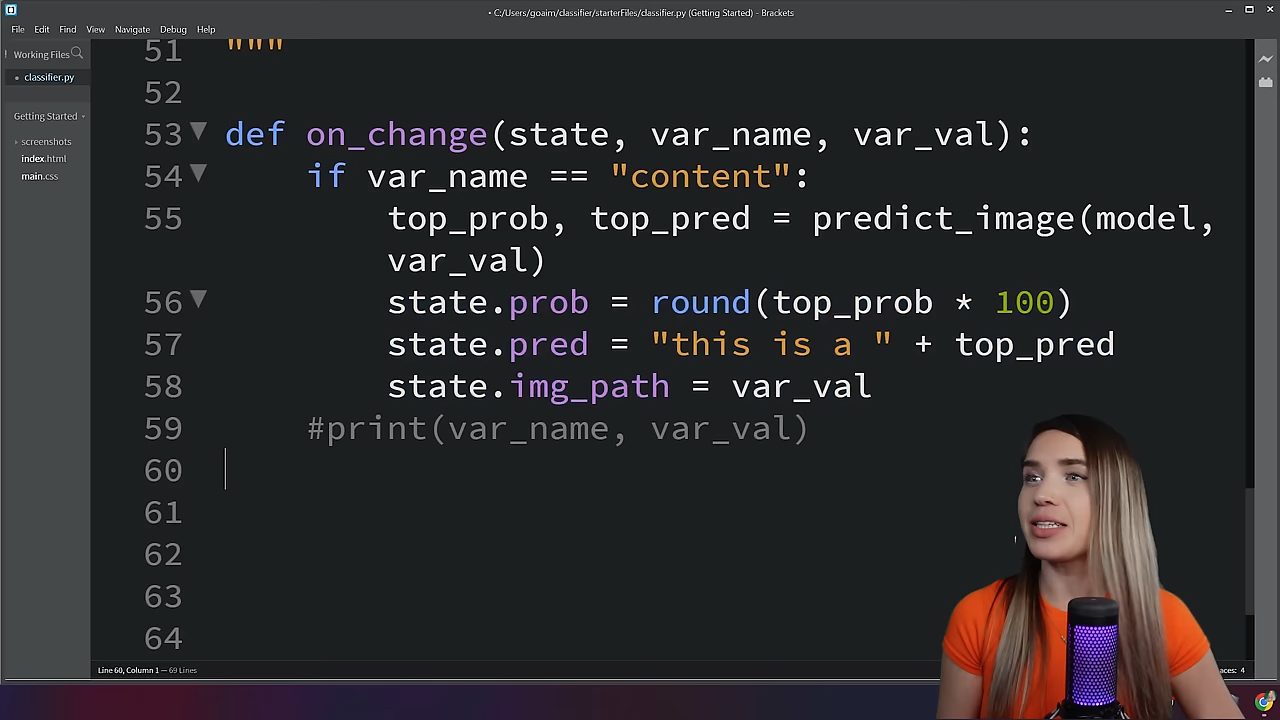 • C:/Users/goaim/classifier/starterFiles/classifier.py (Getting Started) - Brackets
File Edit Find View Navigate Debug Help
Working Files
• classifier.py
Getting Started
screenshots
index.html
main.css
51 """
52
53 def on_change(state, var_name, var_val):
54 if var_name == "content":
55 top_prob, top_pred = predict_image(model,
var_val)
56 state.prob = round(top_prob * 100)
57 state.pred = "this is a " + top_pred
58 state.img_path = var_val
59 #print(var_name, var_val)
60
61
62
63
64
Line 60, Column 1 — 69 Lines
aces: 4